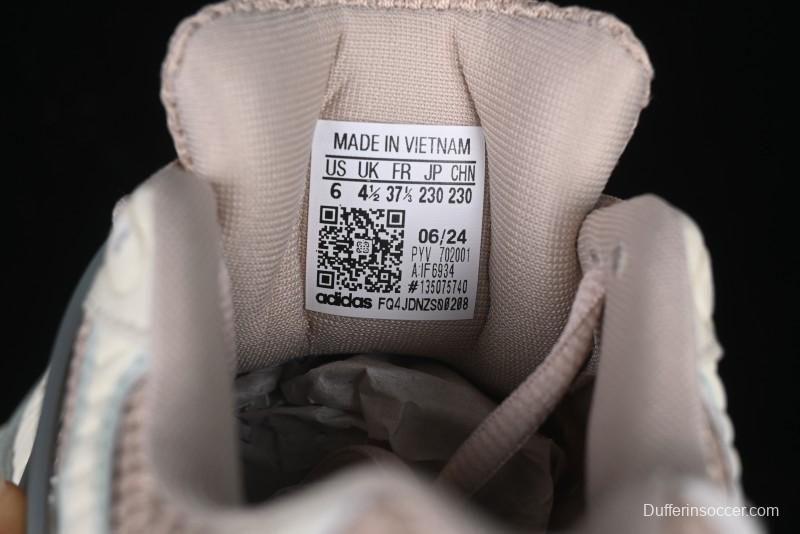 MADE IN VIETNAM
US UK FR JP CHN
6 4½ 37⅓ 230 230
06/24
PYV 702001
A:IF6934
#135075740
adidas FQ4JDNZS00208
Dufferinsoccer.com